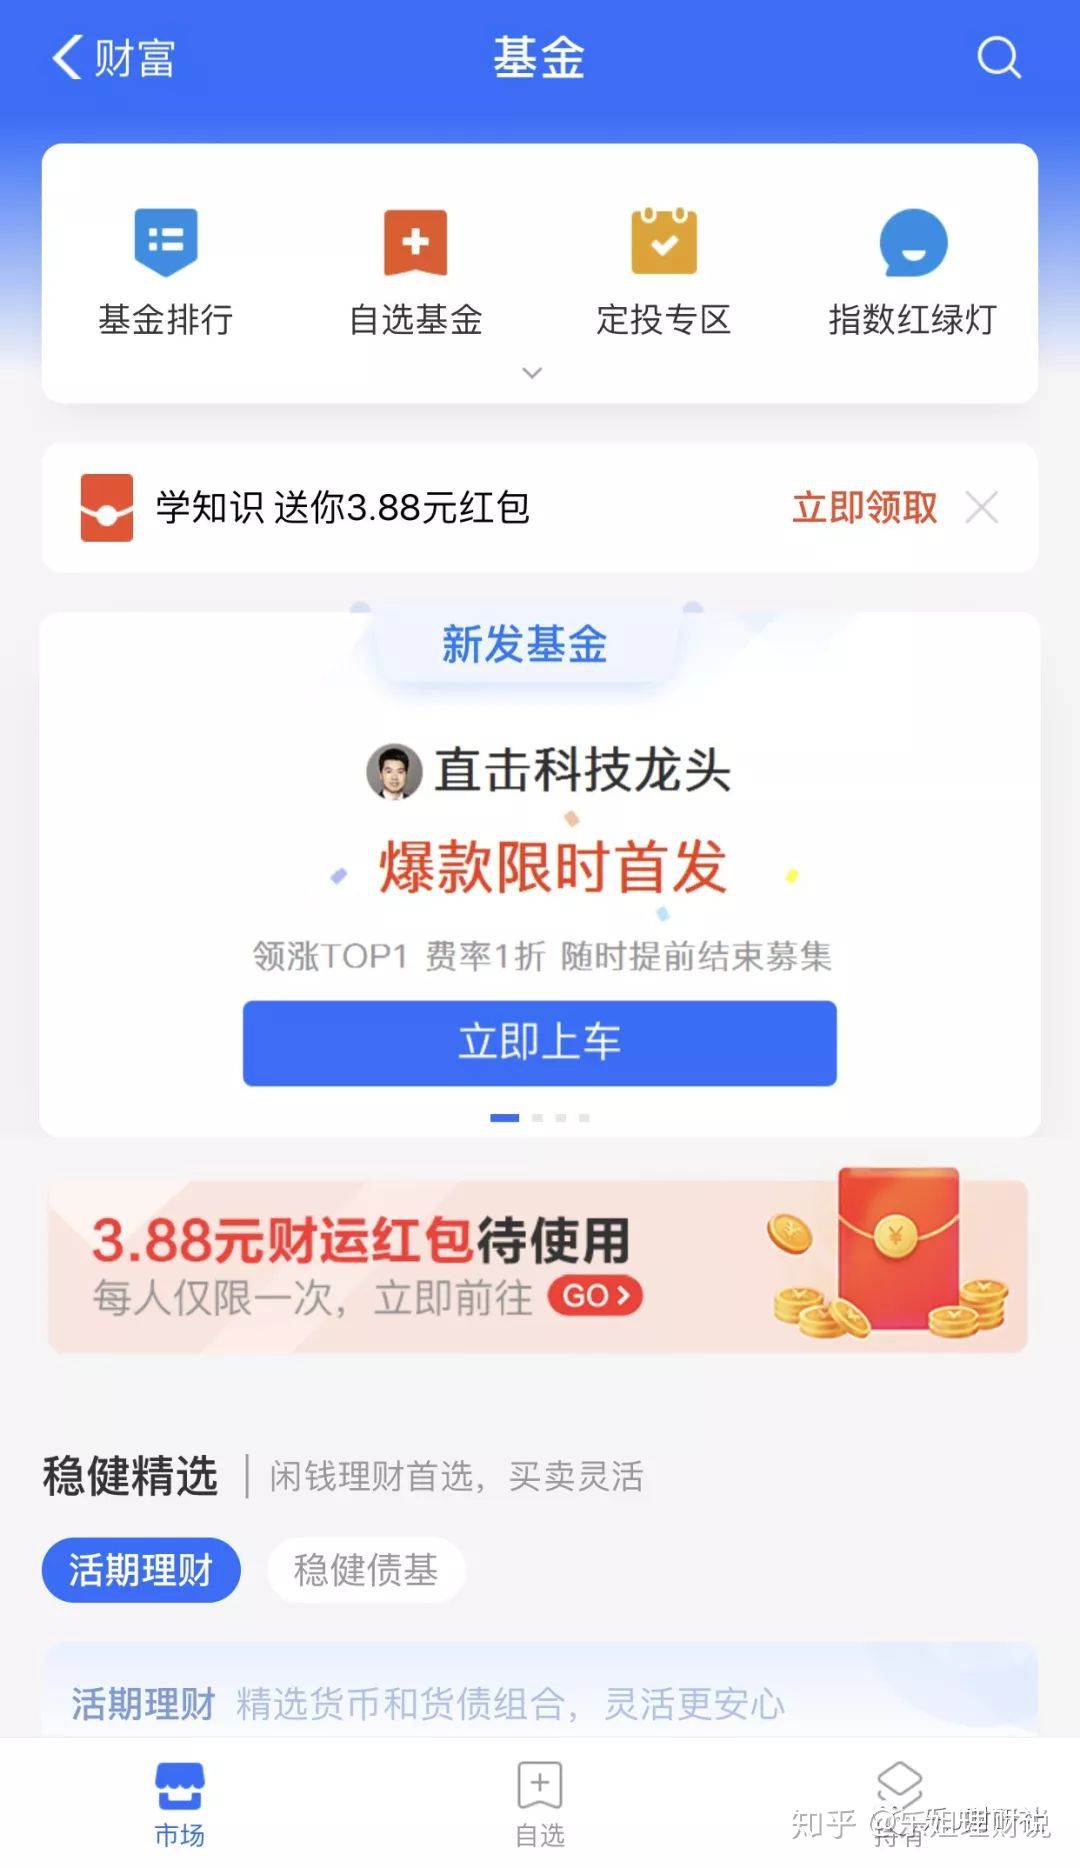 财富
基金
基金排行
自选基金
定投专区
指数红绿灯
学知识 送你3.88元红包
立即领取
新发基金
直击科技龙头
爆款限时首发
领涨TOP1 费率1折 随时提前结束募集
立即上车
3.88元财运红包待使用
每人仅限一次，立即前往 GO
稳健精选
闲钱理财首选，买卖灵活
活期理财
稳健债基
活期理财 精选货币和货债组合，灵活更安心
市场
自选
持有
知乎 @乐姐理财说